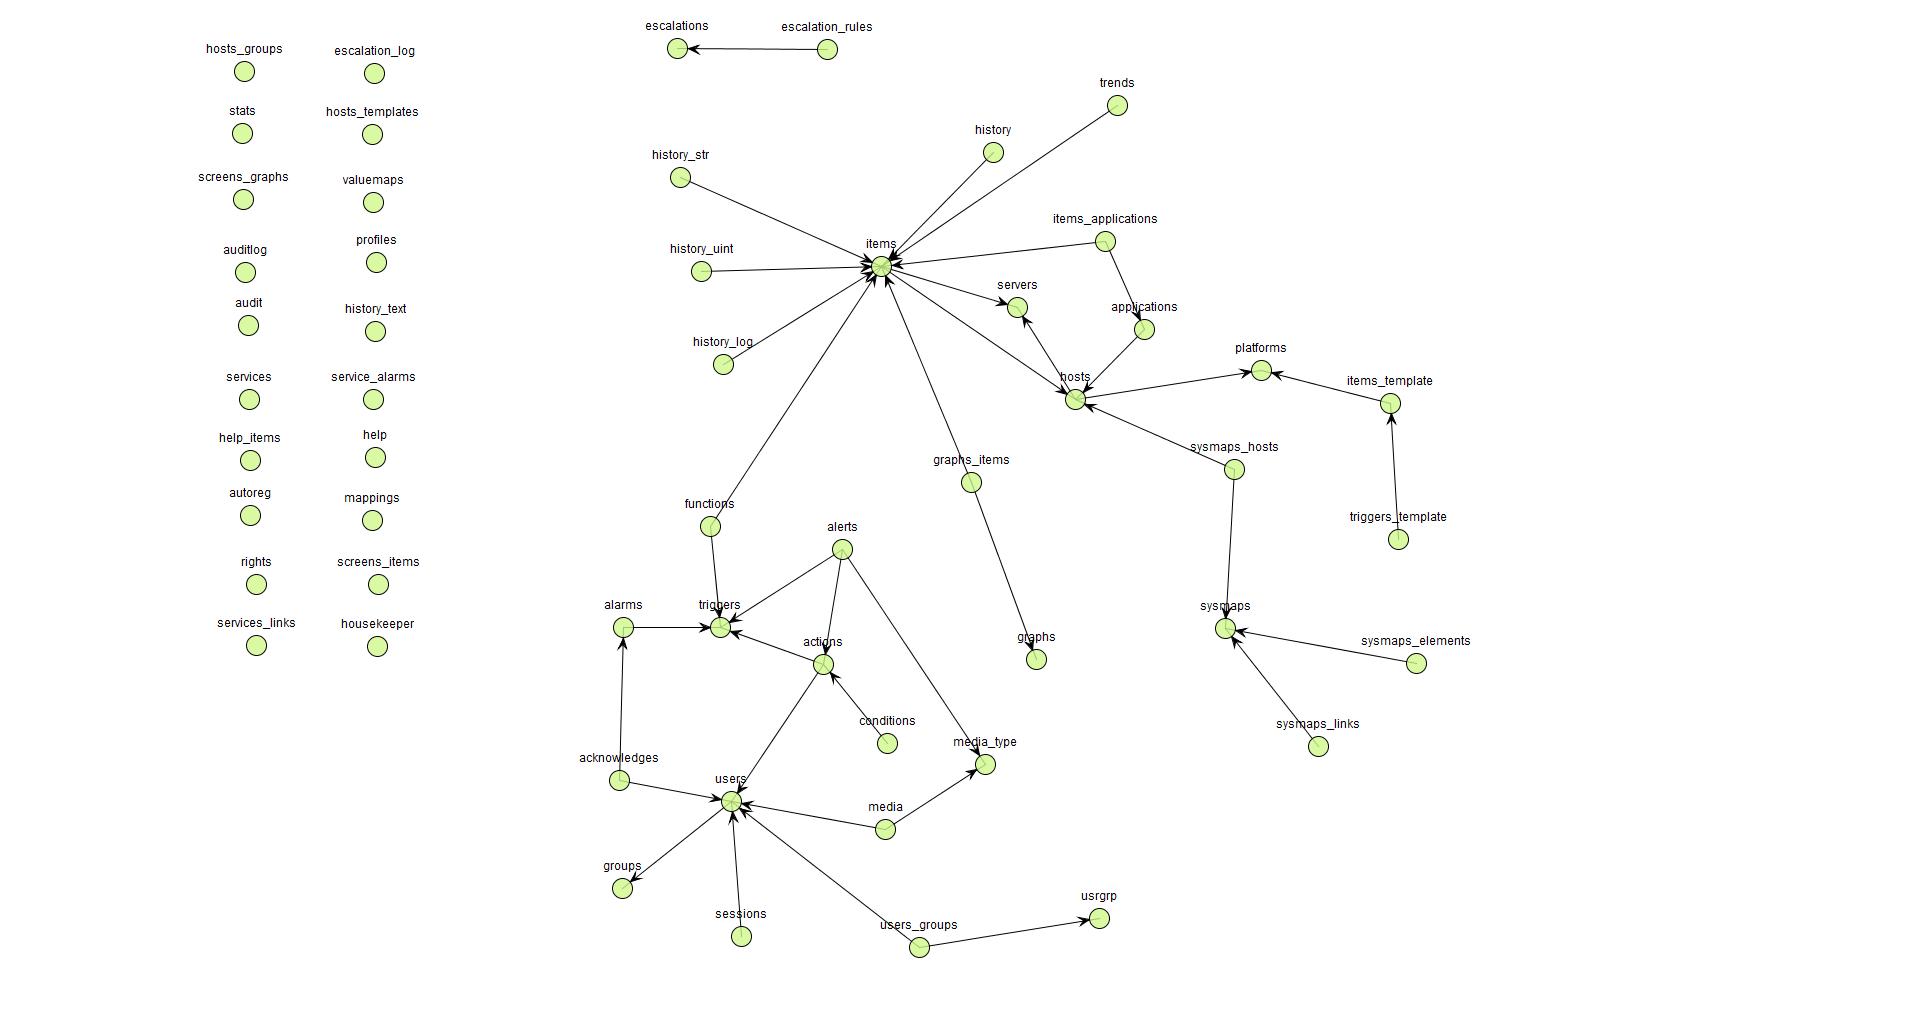 escalations
escalation_rules
hosts_groups
escalation_log
trends
stats
hosts_templates
history
history_str
screens_graphs
valuemaps
items_applications
profiles
items
auditlog
history_uint
servers
audit
history_text
applications
history_log
platforms
services
service_alarms
hosts
items_template
help_items
help
sysmaps_hosts
graphs_items
autoreg
mappings
functions
triggers_template
alerts
rights
screens_items
alarms
triggers
sysmaps
services_links
housekeeper
actions
graphs
sysmaps_elements
conditions
sysmaps_links
media_type
acknowledges
users
media
groups
usrgrp
sessions
users_groups